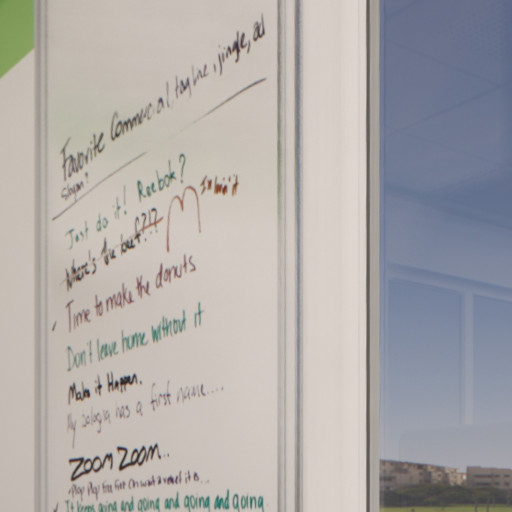 Favorite Commercial, tagline, jingle, ad
Slogan?
Just do it! Reebok?
Where's the beef?!? I'm lovin it
Time to make the donuts
Don't leave home without it
Make it Happen.
My bologna has a first name....
ZOOM ZOOM..
Plop Plop Fizz Fizz Oh what a relief it is...
It keeps going and going and going and going